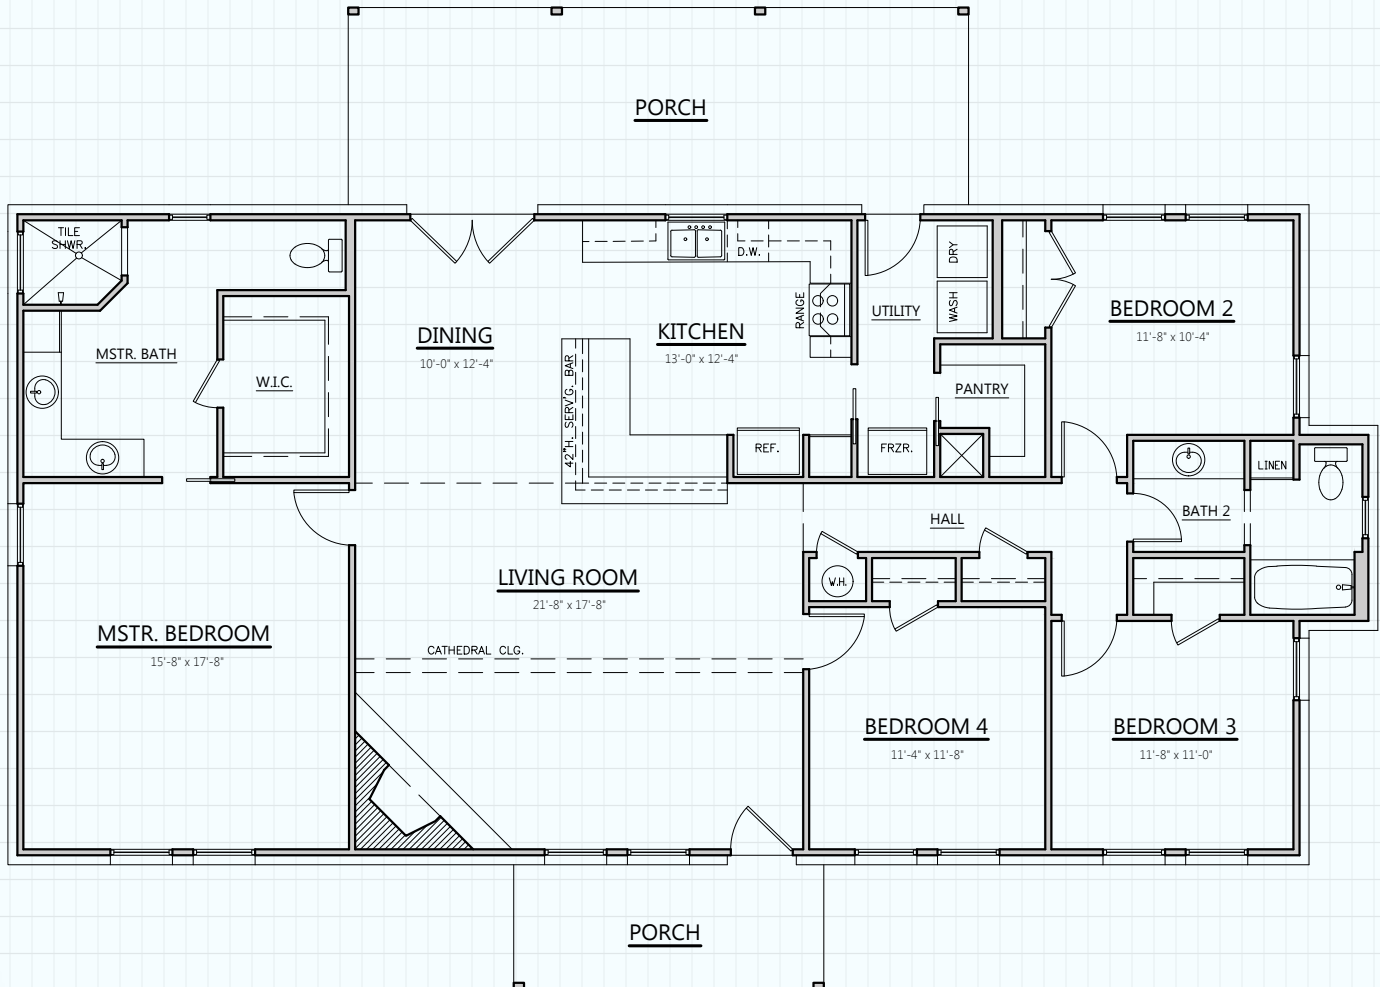 PORCH
TILE
SHWR.
D.W.
DRY
WASH
RANGE
UTILITY
BEDROOM 2
11'-8" x 10'-4"
DINING
10'-0" x 12'-4"
KITCHEN
13'-0" x 12'-4"
MSTR. BATH
W.I.C.
42"H. SERV'G. BAR
PANTRY
REF.
FRZR.
LINEN
HALL
BATH 2
LIVING ROOM
21'-8" x 17'-8"
W.H.
MSTR. BEDROOM
15'-8" x 17'-8"
CATHEDRAL CLG.
BEDROOM 4
11'-4" x 11'-8"
BEDROOM 3
11'-8" x 11'-0"
PORCH